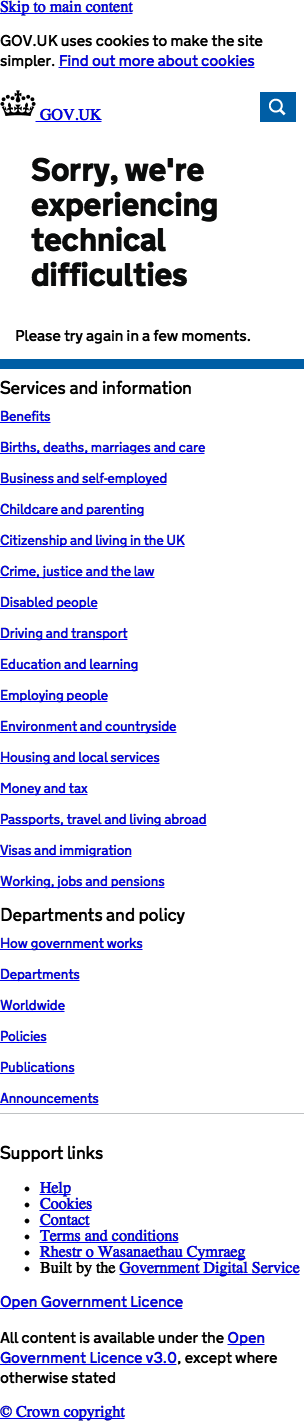 Skip to main content
GOV.UK uses cookies to make the site
simpler. Find out more about cookies
GOV.UK
Sorry, we're
experiencing
technical
difficulties
Please try again in a few moments.
Services and information
Benefits
Births, deaths, marriages and care
Business and self-employed
Childcare and parenting
Citizenship and living in the UK
Crime, justice and the law
Disabled people
Driving and transport
Education and learning
Employing people
Environment and countryside
Housing and local services
Money and tax
Passports, travel and living abroad
Visas and immigration
Working, jobs and pensions
Departments and policy
How government works
Departments
Worldwide
Policies
Publications
Announcements
Support links
Help
Cookies
Contact
Terms and conditions
Rhestr o Wasanaethau Cymraeg
Built by the Government Digital Service
Open Government Licence
All content is available under the Open
Government Licence v3.0, except where
otherwise stated
© Crown copyright